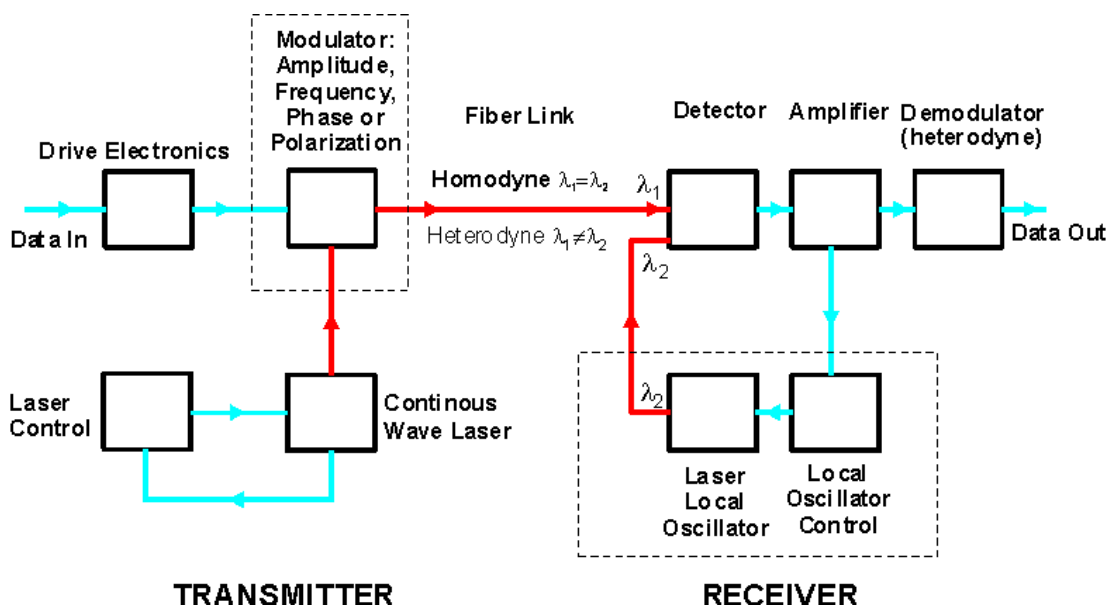 Modulator:
Amplitude,
Frequency,
Phase or
Polarization
Drive Electronics
Data In
Fiber Link
Homodyne λ₁=λ₂
Heterodyne λ₁≠λ₂
Detector
Amplifier
Demodulator
(heterodyne)
λ₁
λ₂
Data Out
Laser
Control
Continous
Wave Laser
λ₂
Laser
Local
Oscillator
Local
Oscillator
Control
TRANSMITTER
RECEIVER